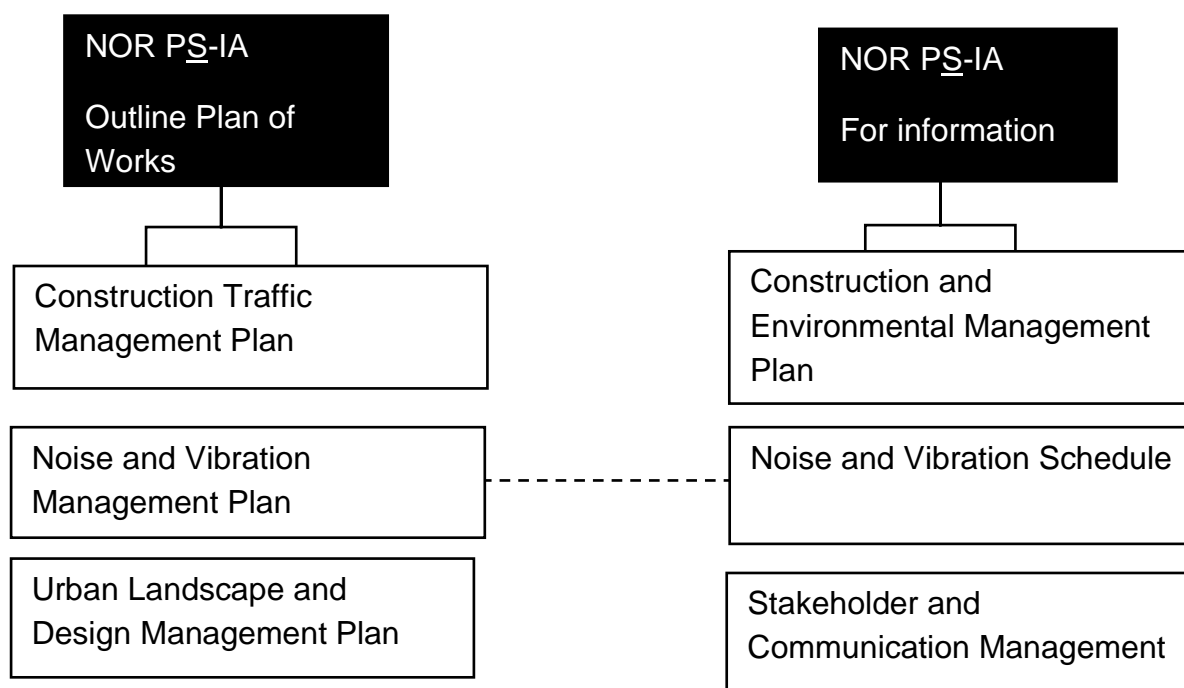 NOR PS-IA
Outline Plan of
Works
Construction Traffic
Management Plan
Noise and Vibration
Management Plan
Urban Landscape and
Design Management Plan
NOR PS-IA
For information
Construction and
Environmental Management
Plan
Noise and Vibration Schedule
Stakeholder and
Communication Management